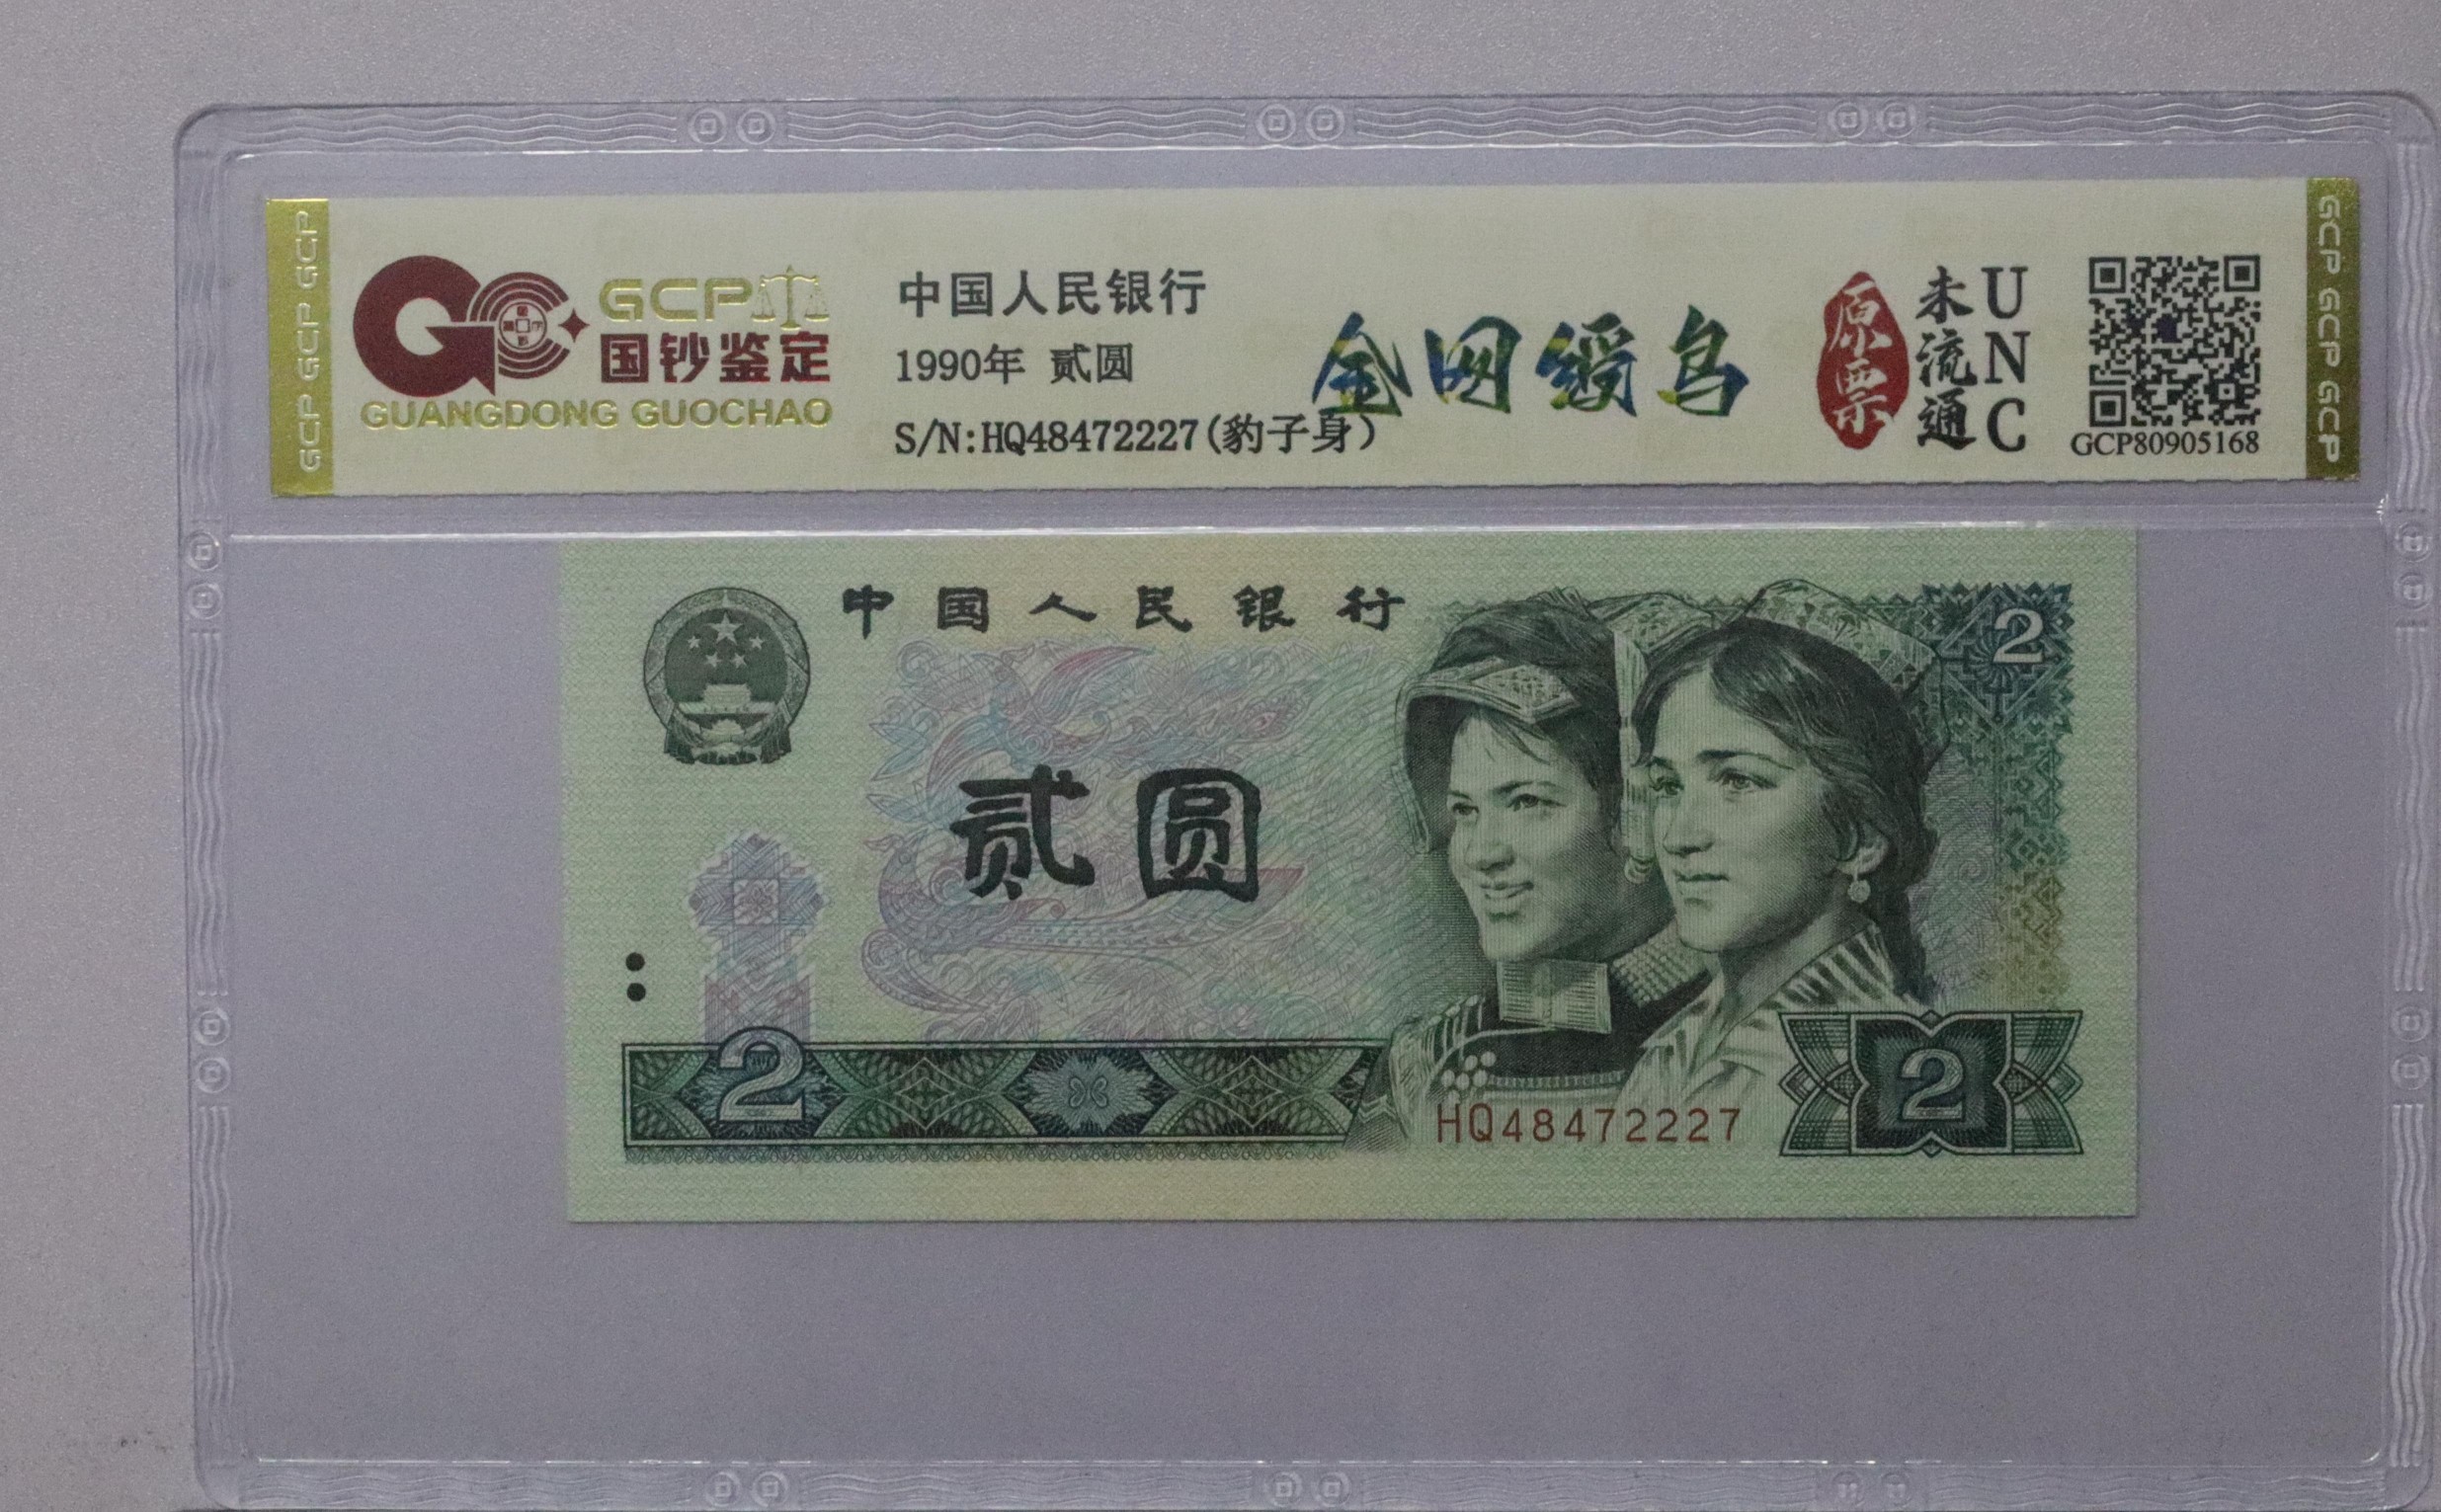 GCP GCP GCP
GCP
国钞鉴定
GUANGDONG GUOCHAO
中国人民银行
1990年 贰圆
S/N:HQ48472227(豹子身)
金网绶鸟
原票
未流通
UNC
GCP80905168
GCP GCP GCP
中国人民银行
2
贰圆
2
HQ48472227
2